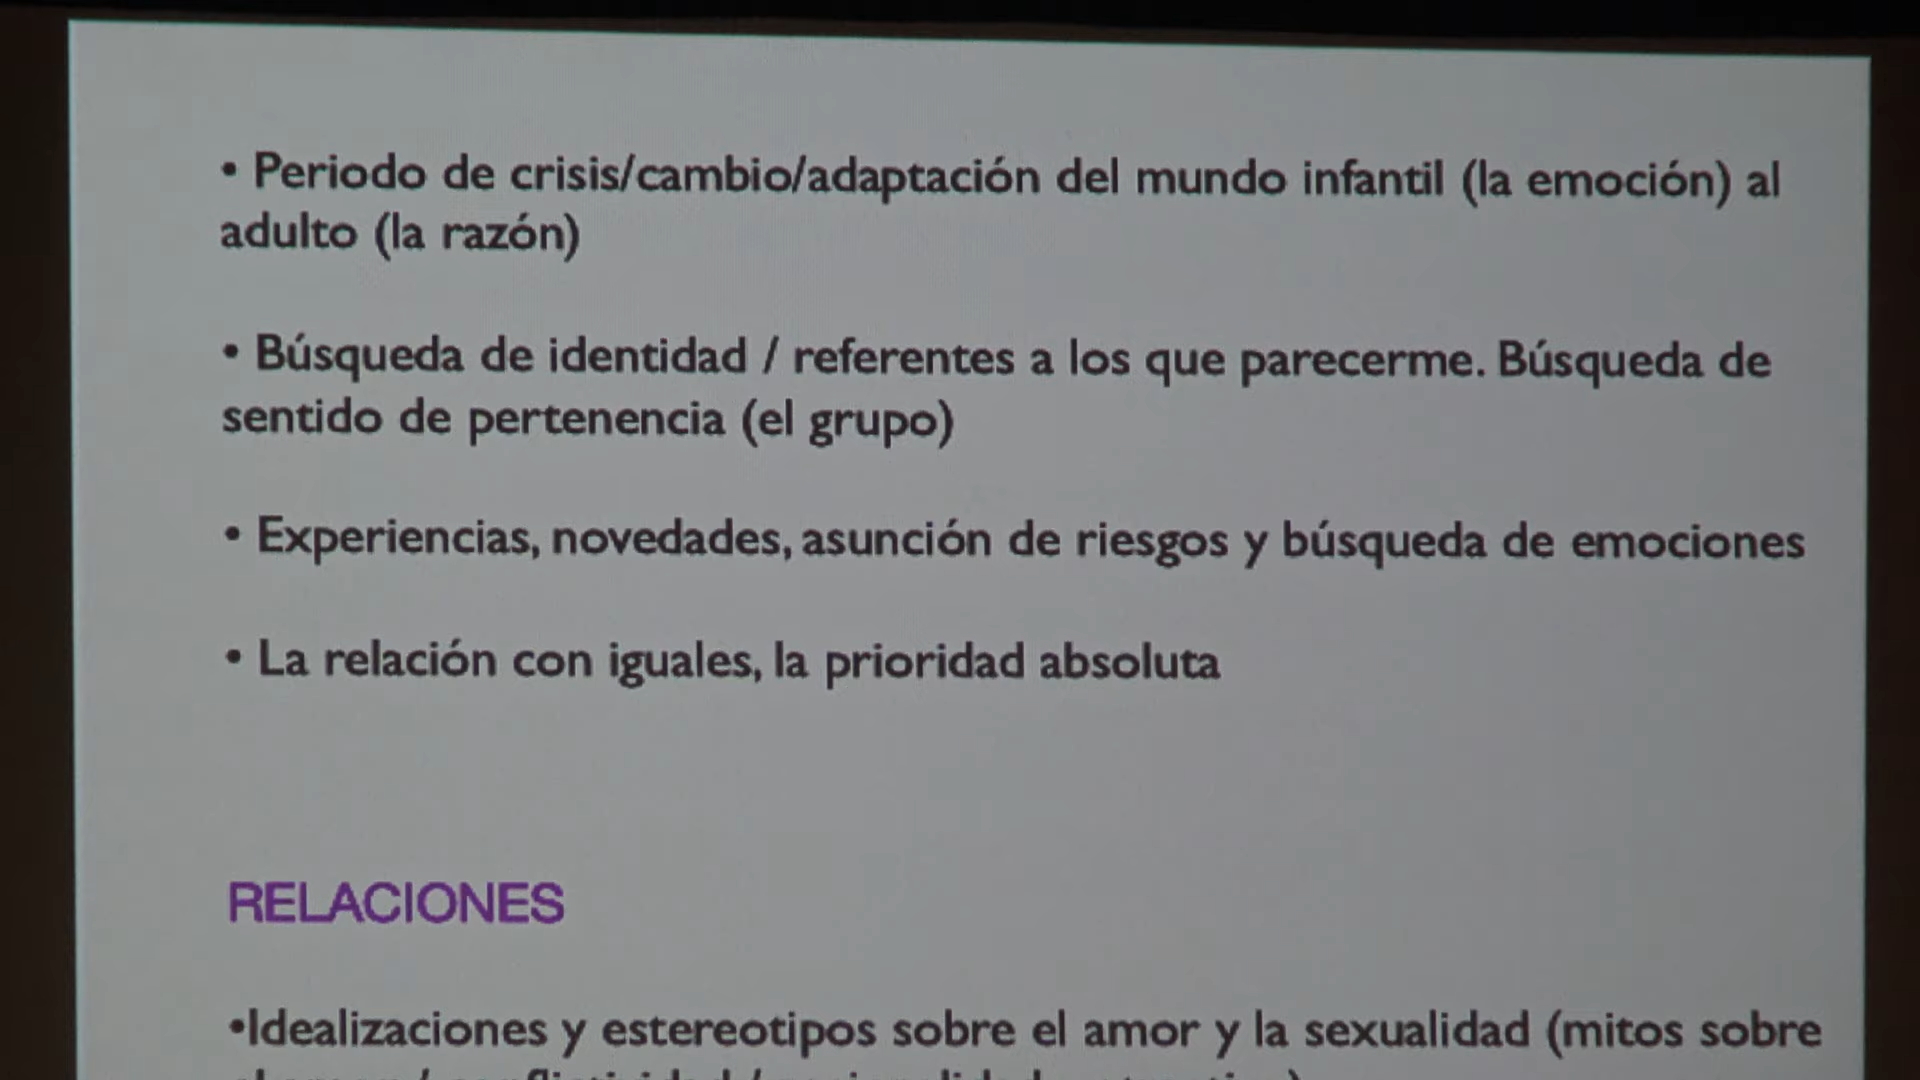 • Periodo de crisis/cambio/adaptación del mundo infantil (la emoción) al
adulto (la razón)
• Búsqueda de identidad / referentes a los que parecerme. Búsqueda de
sentido de pertenencia (el grupo)
• Experiencias, novedades, asunción de riesgos y búsqueda de emociones
• La relación con iguales, la prioridad absoluta
RELACIONES
•Idealizaciones y estereotipos sobre el amor y la sexualidad (mitos sobre